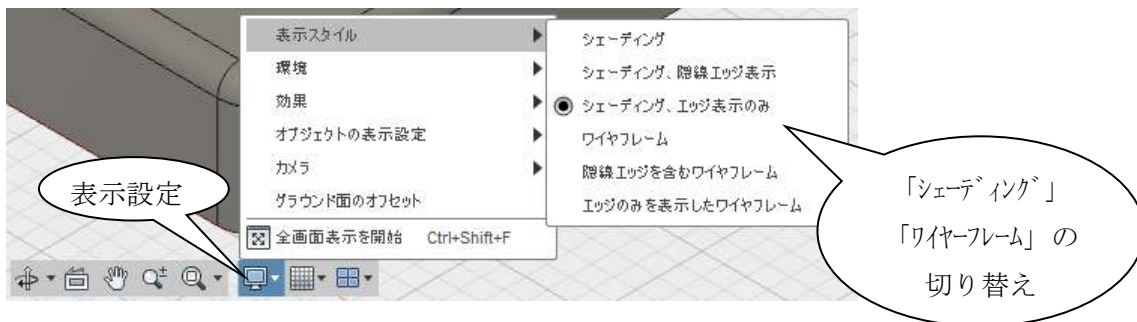 表示スタイル
環境
効果
オブジェクトの表示設定
カメラ
グラウンド面のオフセット
全画面表示を開始 Ctrl+Shift+F
シェーディング
シェーディング、隠線エッジ表示
シェーディング、エッジ表示のみ
ワイヤフレーム
隠線エッジを含むワイヤフレーム
エッジのみを表示したワイヤフレーム
表示設定
「シェーディング」
「ワイヤーフレーム」の
切り替え